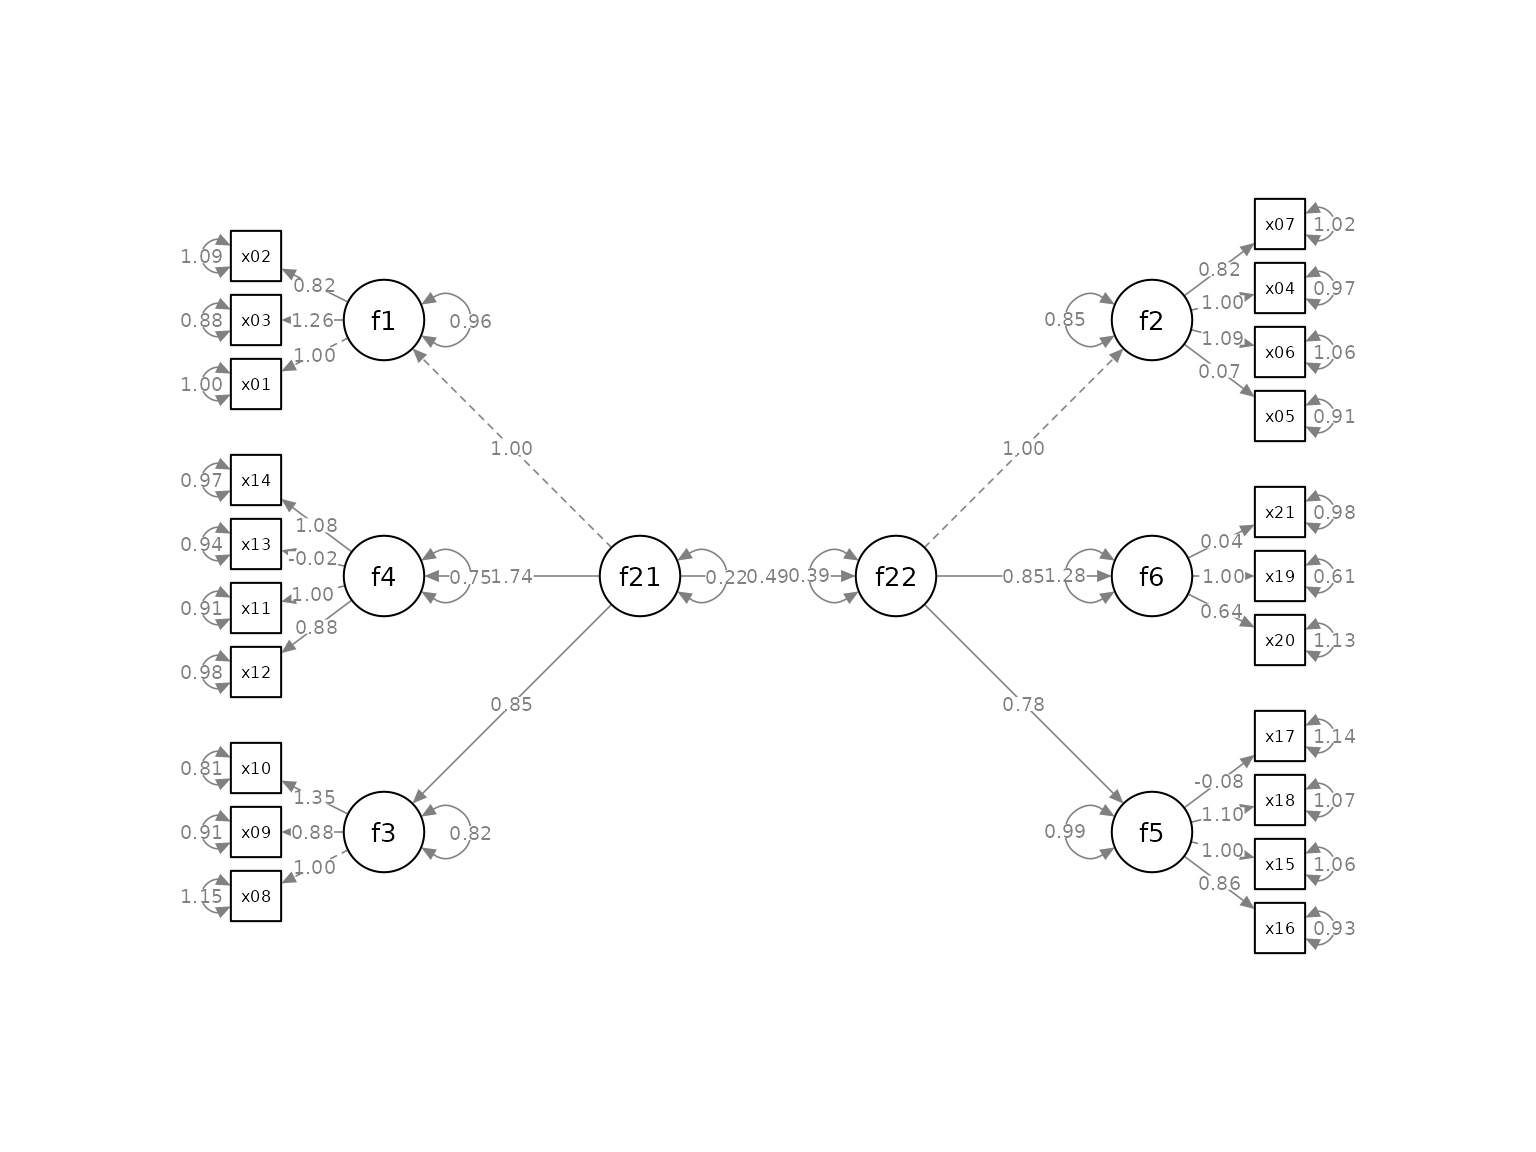 x07 1.02
0.82
1.09 x02
0.82
x04 0.97
1.00
0.88 x03 1.26 f1 0.96
0.85 f2
1.09
x06 1.06
1.00
0.07
1.00 x01
x05 0.91
1.00
1.00
0.97 x14
1.08
x21 0.98
0.04
0.94 x13
-0.02
f4 0.75 1.74 f21 0.22 0.49 0.39 f22 0.85 1.28 f6 1.00 x19 0.61
1.00
0.91 x11
0.88
0.64
x20 1.13
0.98 x12
0.85
0.78
x17 1.14
0.81 x10
1.35
-0.08
x18 1.07
1.10
0.91 x09 0.88 f3 0.82
0.99 f5
1.00
x15 1.06
1.00
0.86
1.15 x08
x16 0.93